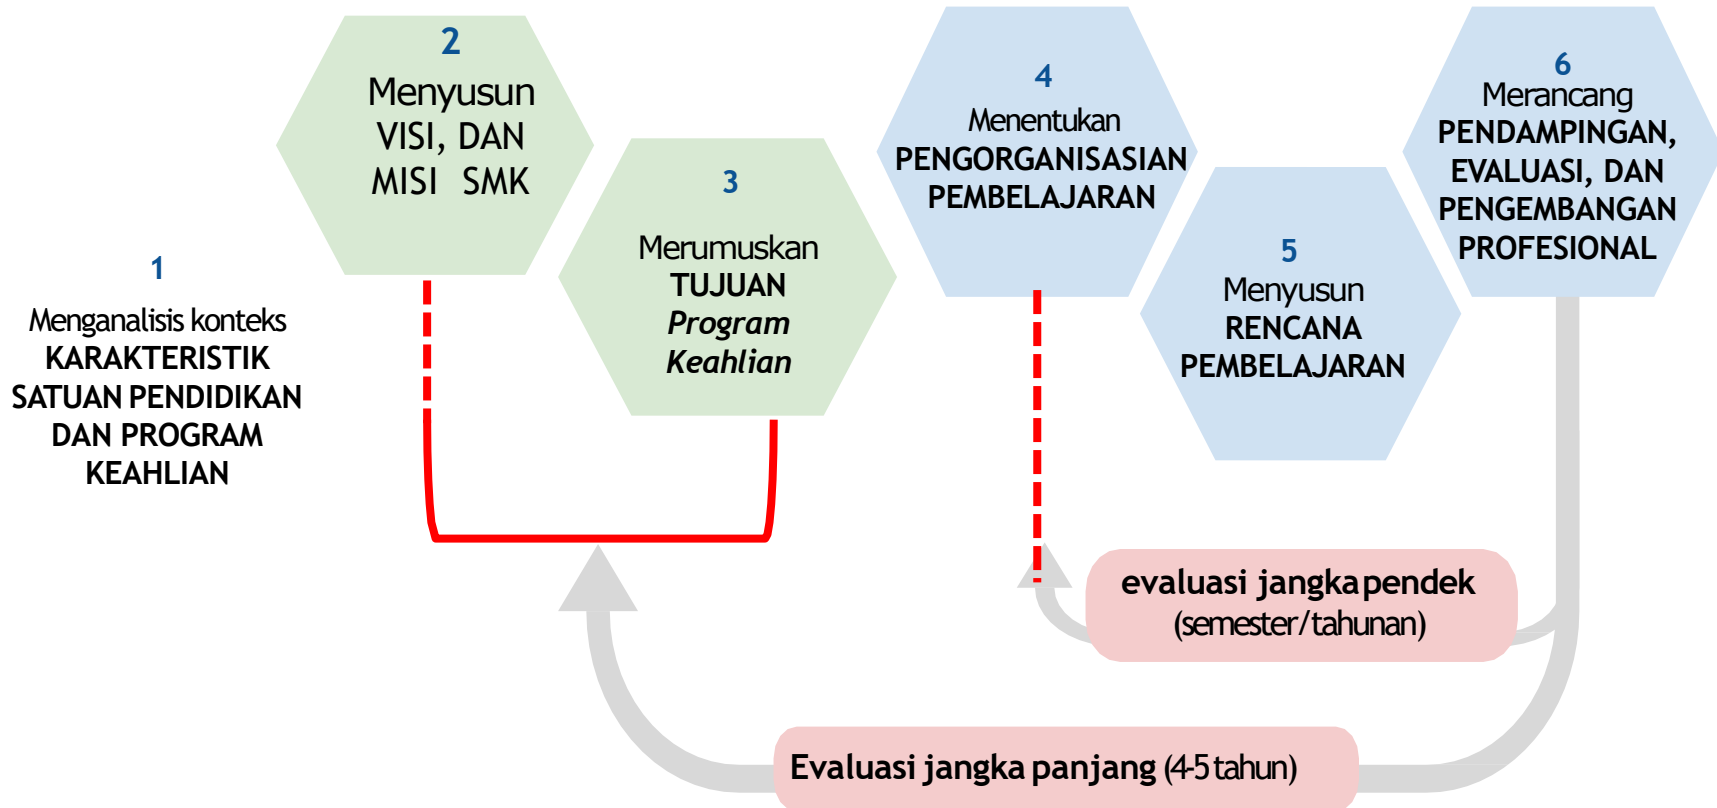 1
Menganalisis konteks
KARAKTERISTIK
SATUAN PENDIDIKAN
DAN PROGRAM
KEAHLIAN
2
Menyusun
VISI, DAN
MISI SMK
3
Merumuskan
TUJUAN
Program
Keahlian
4
Menentukan
PENGORGANISASIAN
PEMBELAJARAN
5
Menyusun
RENCANA
PEMBELAJARAN
6
Merancang
PENDAMPINGAN,
EVALUASI, DAN
PENGEMBANGAN
PROFESIONAL
evaluasi jangka pendek
(semester/tahunan)
Evaluasi jangka panjang (4-5 tahun)